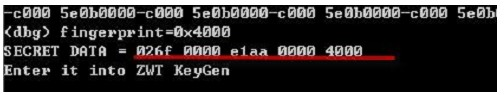 -c000 5e0b0000-c000 5e0b0000-c000 5e0b0000-c000 5e0b
(dbg) fingerprint=0x4000
SECRET DATA = 026f 0000 e1aa 0000 4000
Enter it into ZWT KeyGen